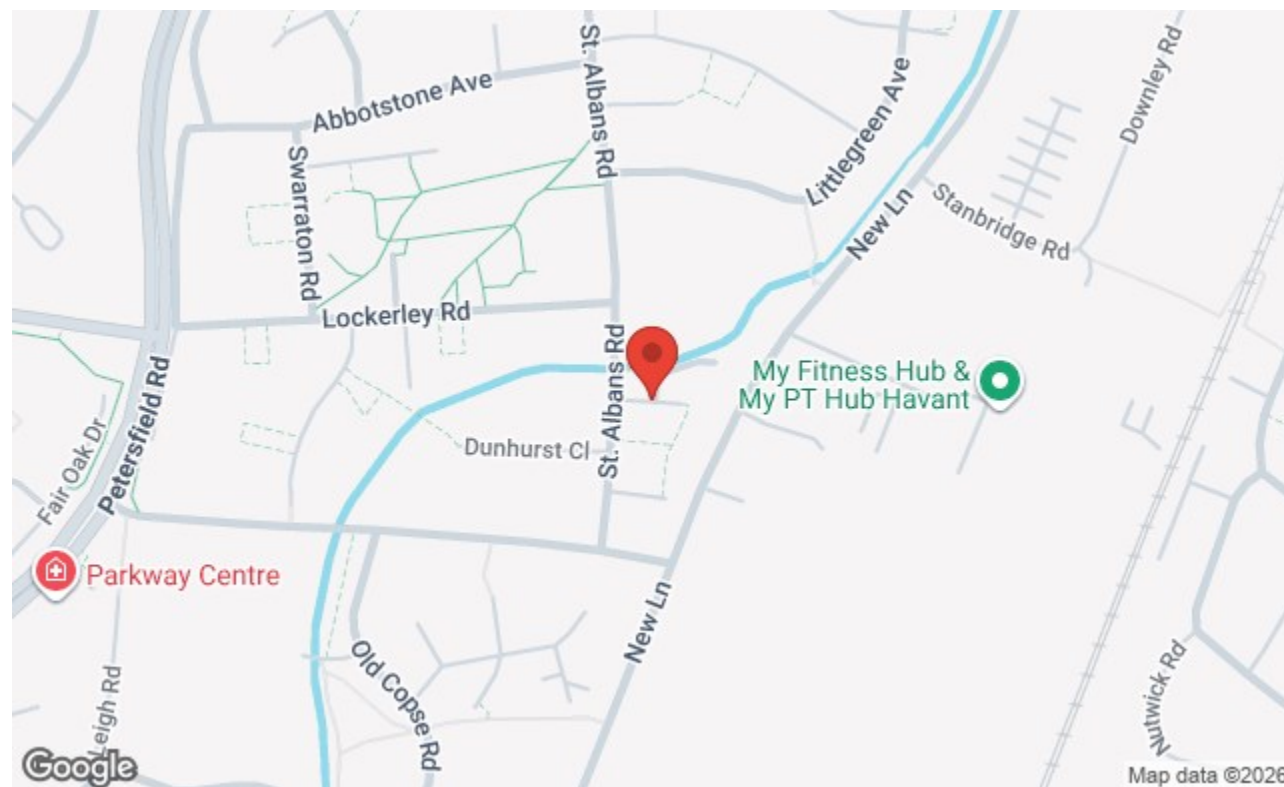 St. Albans Rd
Abbotstone Ave
Littlegreen Ave
Downley Rd
Swarraton Rd
New Ln
Stanbridge Rd
Lockerley Rd
St. Albans Rd
My Fitness Hub &
My PT Hub Havant
Petersfield Rd
Fair Oak Dr
Dunhurst Cl
Parkway Centre
New Ln
Old Copse Rd
Leigh Rd
Nutwick Rd
Google
Map data ©2026